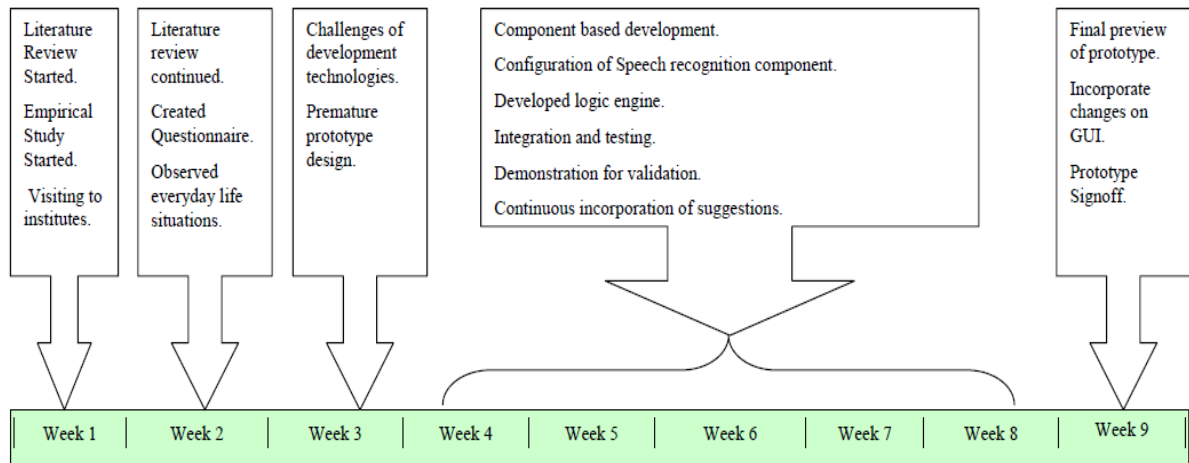 Literature
Review
Started.
Empirical
Study
Started.
Visiting to
institutes.
Literature
review
continued.
Created
Questionnaire.
Observed
everyday life
situations.
Challenges of
development
technologies.
Premature
prototype
design.
Component based development.
Configuration of Speech recognition component.
Developed logic engine.
Integration and testing.
Demonstration for validation.
Continuous incorporation of suggestions.
Final preview
of prototype.
Incorporate
changes on
GUI.
Prototype
Signoff.
Week 1 Week 2 Week 3 Week 4 Week 5 Week 6 Week 7 Week 8 Week 9